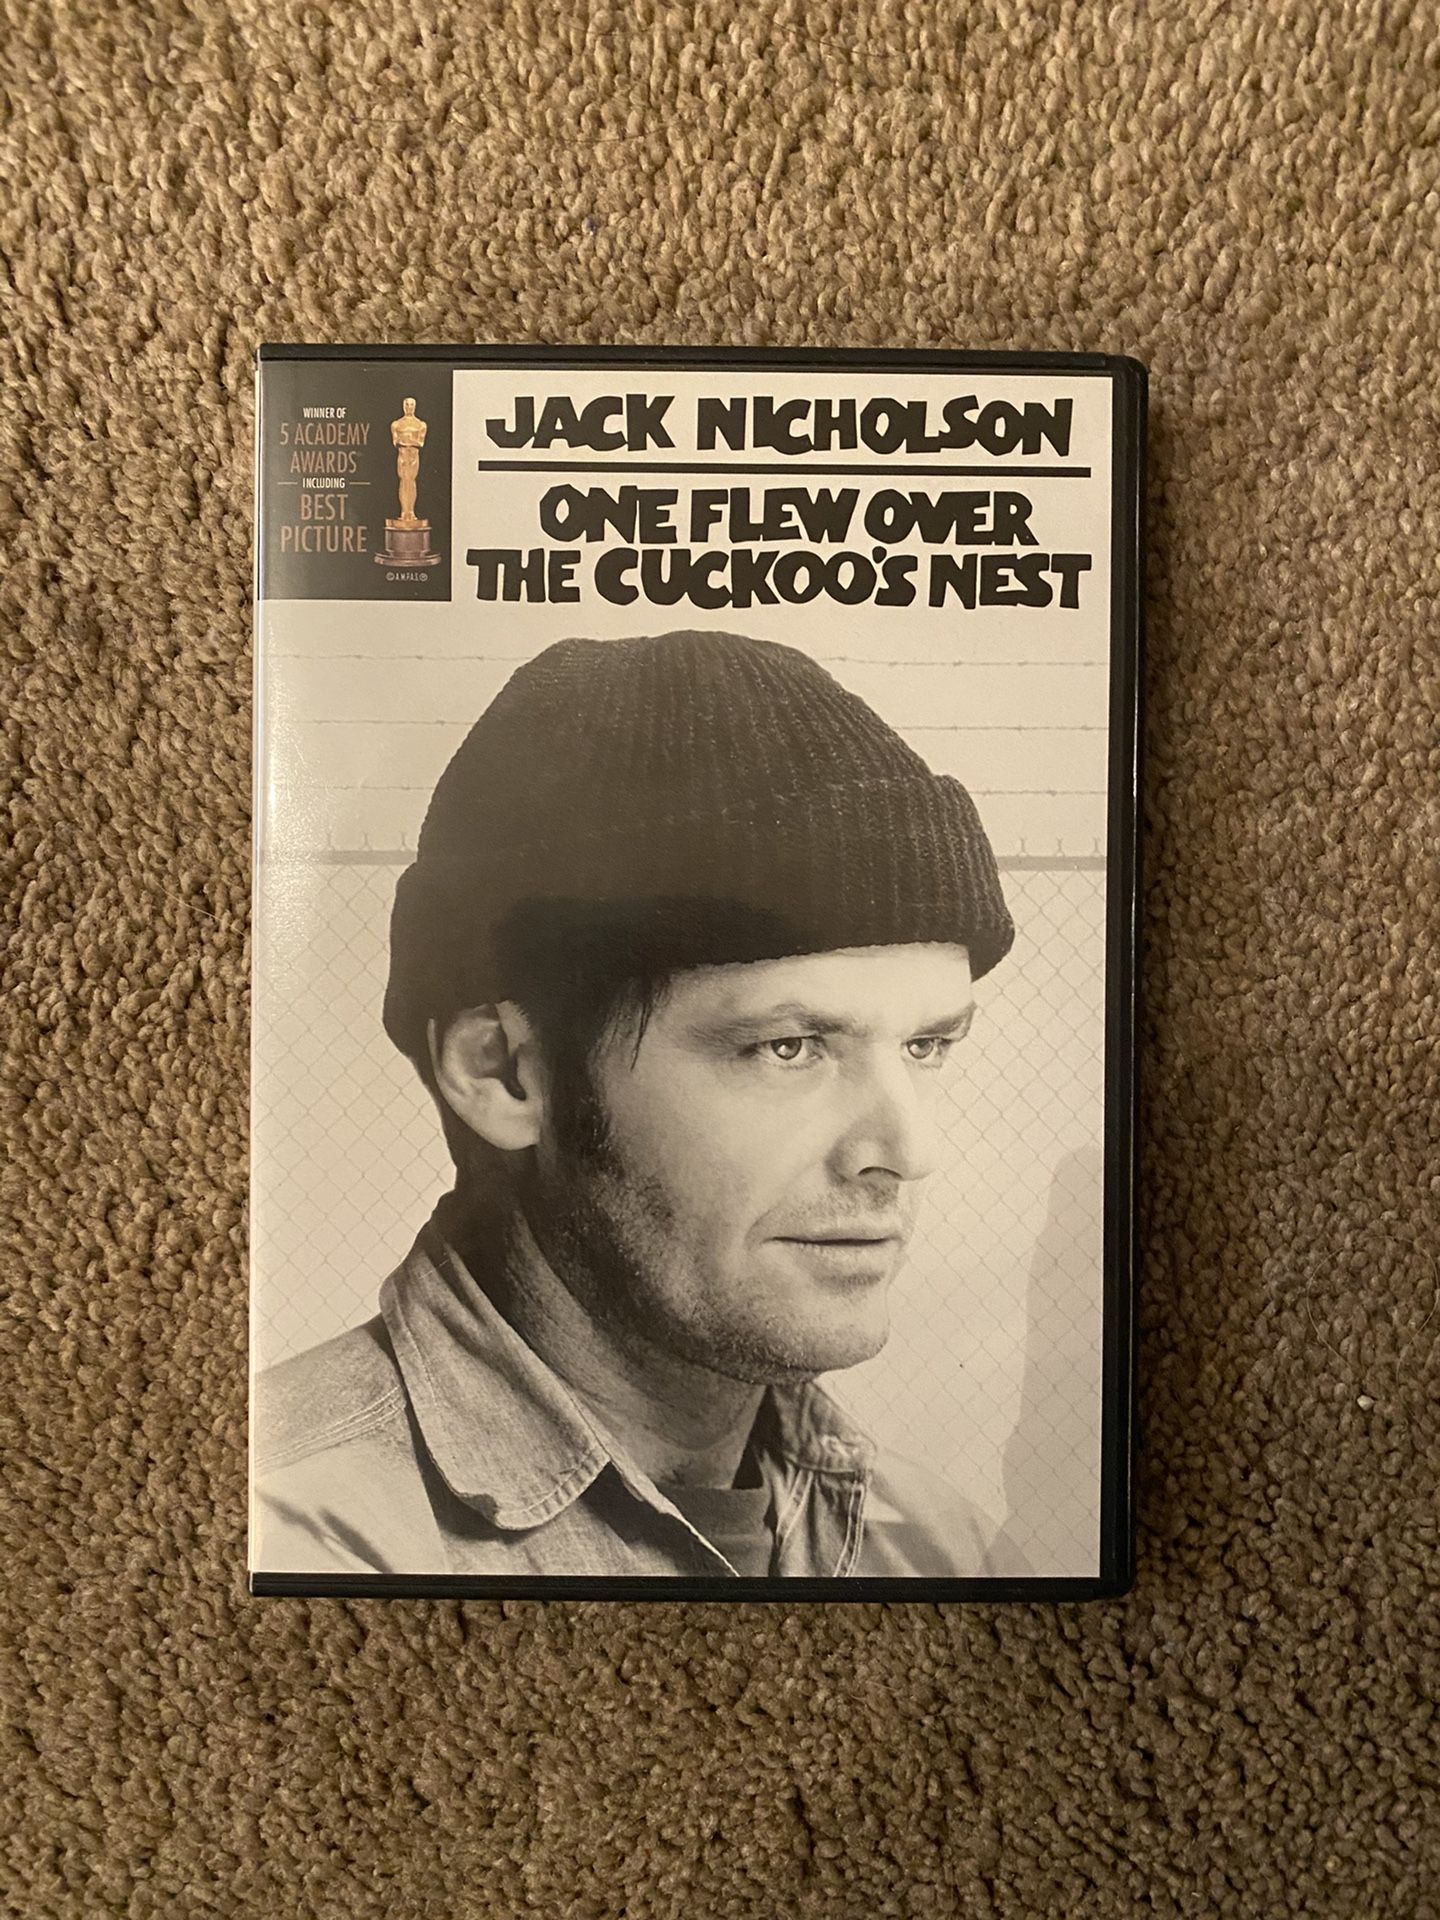 WINNER OF
5 ACADEMY
AWARDS®
INCLUDING
BEST
PICTURE
©A.M.P.A.S.®
JACK NICHOLSON
ONE FLEW OVER
THE CUCKOO'S NEST